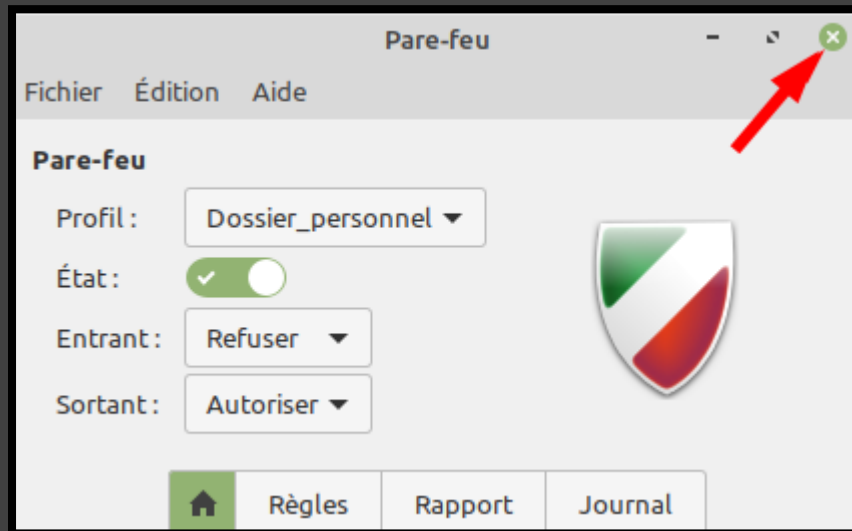 Pare-feu
Fichier Édition Aide
Pare-feu
Profil : Dossier_personnel
État :
Entrant : Refuser
Sortant : Autoriser
Règles Rapport Journal